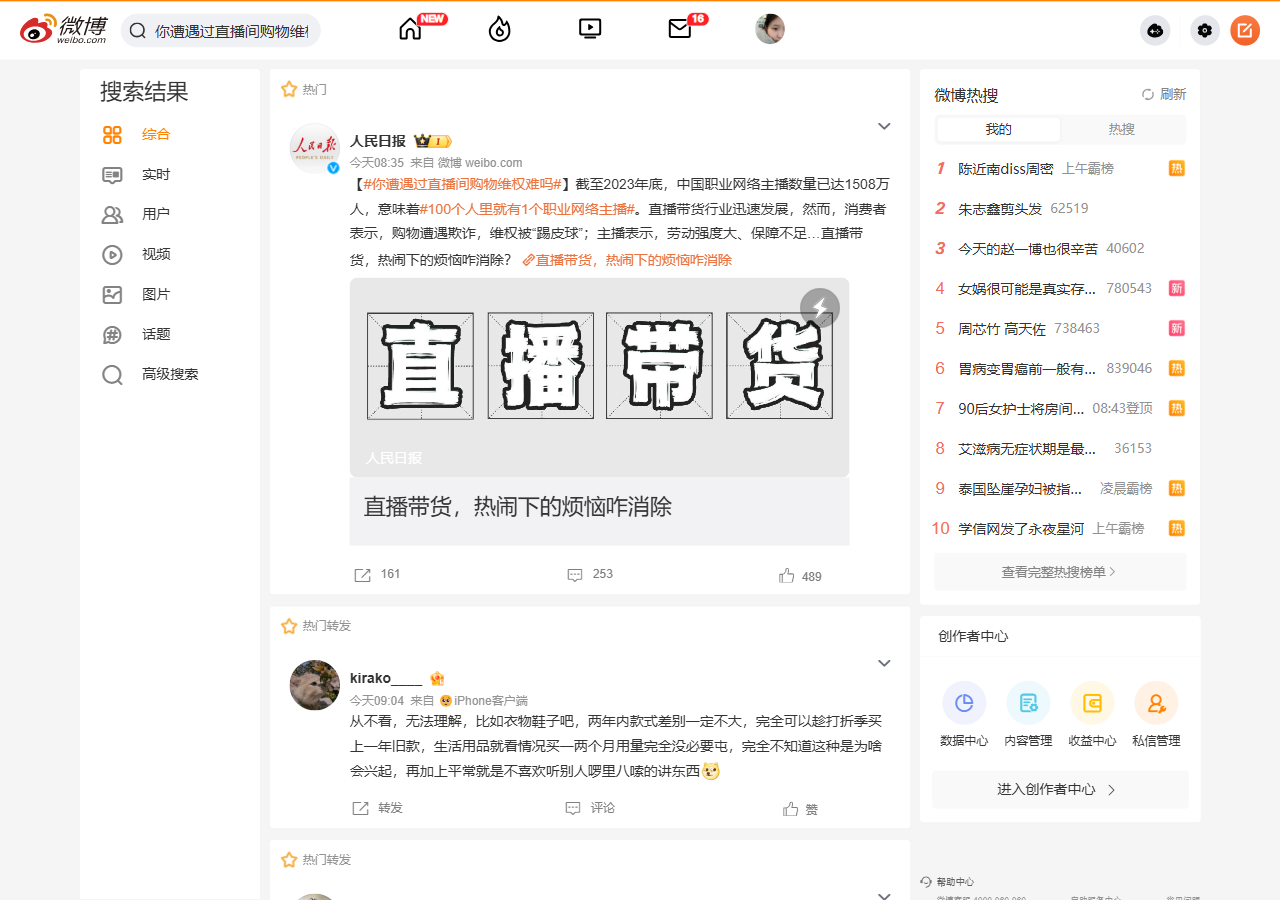 微博
weibo.com
你遭遇过直播间购物维权
NEW
16
搜索结果
综合
实时
用户
视频
图片
话题
高级搜索
热门
人民日报
人民日报
1
今天08:35 来自 微博 weibo.com
【#你遭遇过直播间购物维权难吗#】截至2023年底，中国职业网络主播数量已达1508万
人，意味着#100个人里就有1个职业网络主播#。直播带货行业迅速发展，然而，消费者
表示，购物遭遇欺诈，维权被“踢皮球”；主播表示，劳动强度大、保障不足...直播带
货，热闹下的烦恼咋消除？ 直播带货，热闹下的烦恼咋消除
直播带货
人民日报
直播带货，热闹下的烦恼咋消除
161
253
489
热门转发
kirako____
今天09:04 来自 iPhone客户端
从不看，无法理解，比如衣物鞋子吧，两年内款式差别一定不大，完全可以趁打折季买
上一年旧款，生活用品就看情况买一两个月用量完全没必要屯，完全不知道这种是为啥
会兴起，再加上平常就是不喜欢听别人啰里八嗦的讲东西
转发
评论
赞
热门转发
微博热搜
刷新
我的
热搜
1 陈近南diss周密 上午霸榜 热
2 朱志鑫剪头发 62519
3 今天的赵一博也很辛苦 40602
4 女娲很可能是真实存... 780543 新
5 周芯竹 高天佐 738463 新
6 胃病变胃癌前一般有... 839046 热
7 90后女护士将房间... 08:43登顶 热
8 艾滋病无症状期是最... 36153
9 泰国坠崖孕妇被指... 凌晨霸榜 热
10 学信网发了永夜星河 上午霸榜 热
查看完整热搜榜单
创作者中心
数据中心
内容管理
收益中心
私信管理
进入创作者中心
帮助中心